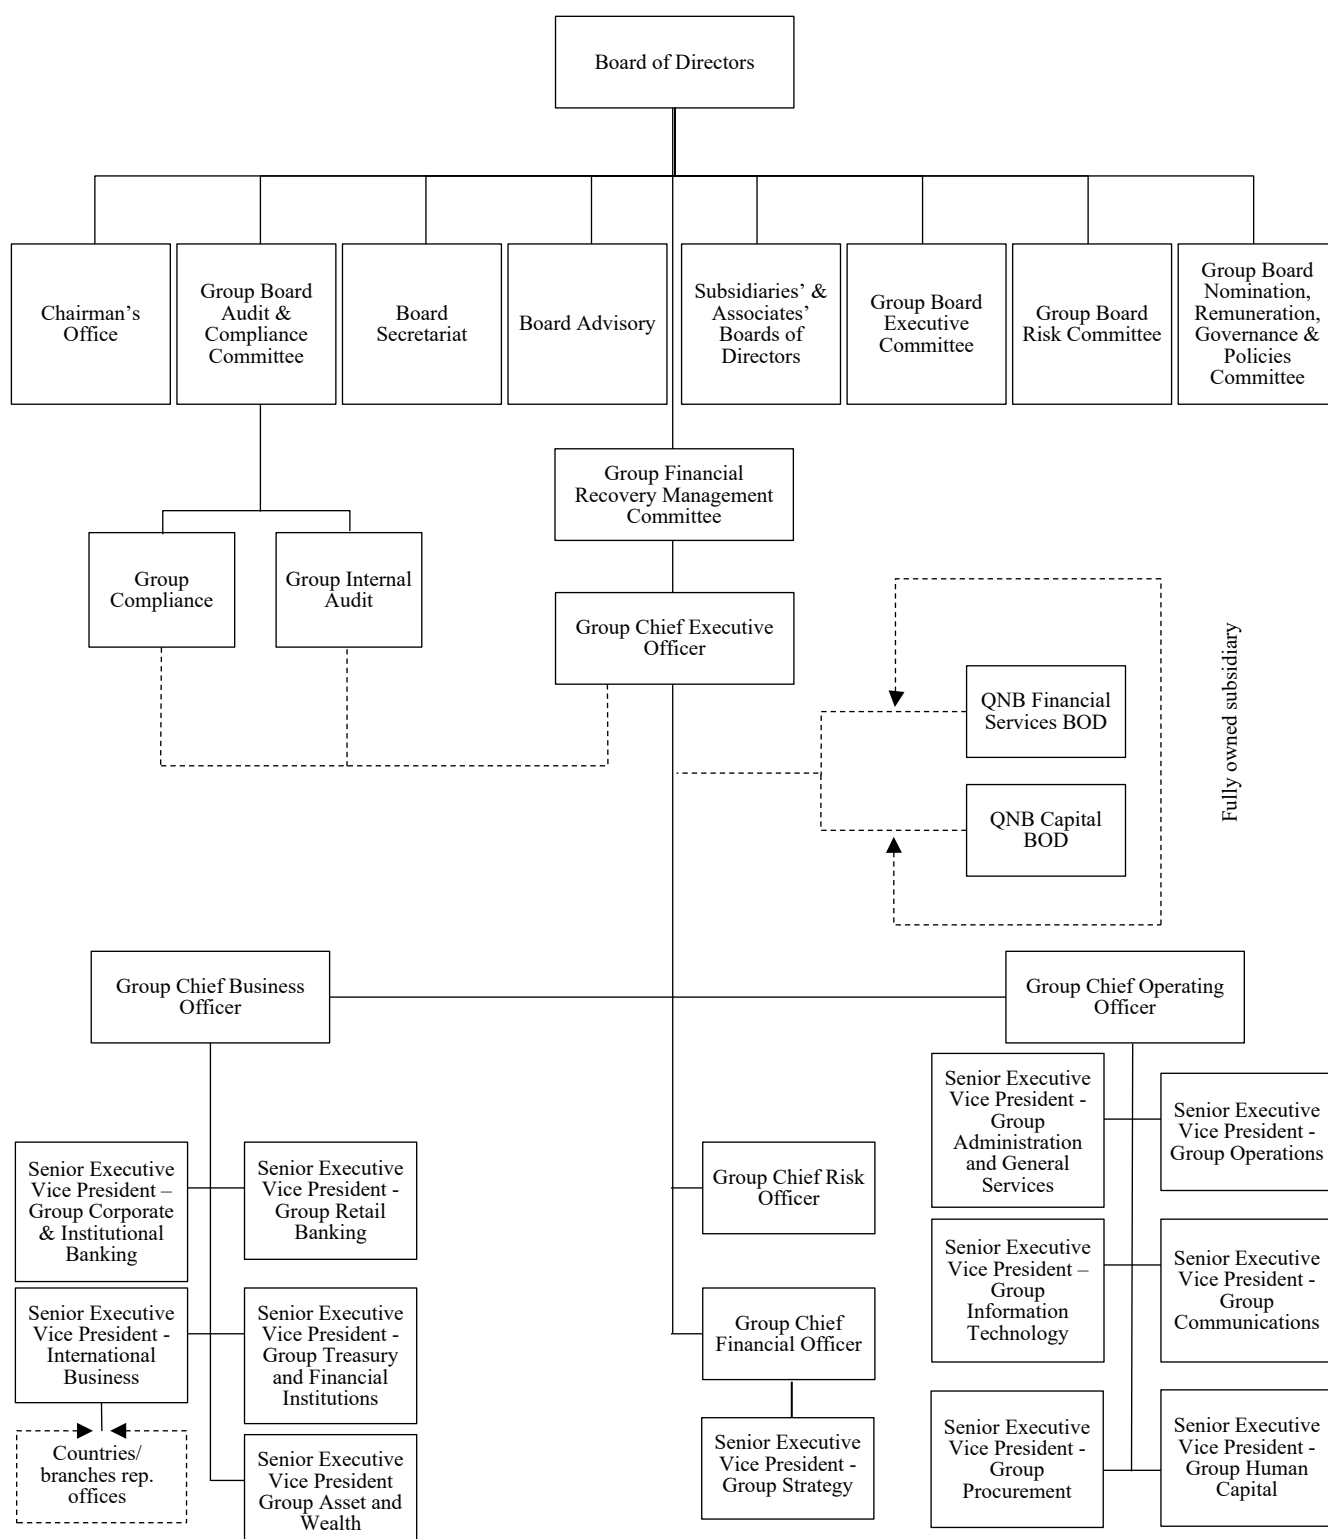 Board of Directors
Chairman’s
Office
Group Board
Audit &
Compliance
Committee
Board
Secretariat
Board Advisory
Subsidiaries’ &
Associates’
Boards of
Directors
Group Board
Executive
Committee
Group Board
Risk Committee
Group Board
Nomination,
Remuneration,
Governance &
Policies
Committee
Group Financial
Recovery Management
Committee
Group
Compliance
Group Internal
Audit
Group Chief Executive
Officer
QNB Financial
Services BOD
QNB Capital
BOD
Fully owned subsidiary
Group Chief Business
Officer
Group Chief Operating
Officer
Senior Executive
Vice President –
Group Corporate
& Institutional
Banking
Senior Executive
Vice President -
Group Retail
Banking
Senior Executive
Vice President -
International
Business
Senior Executive
Vice President -
Group Treasury
and Financial
Institutions
Countries/
branches rep.
offices
Senior Executive
Vice President
Group Asset and
Wealth
Group Chief Risk
Officer
Group Chief
Financial Officer
Senior Executive
Vice President -
Group Strategy
Senior Executive
Vice President -
Group
Administration
and General
Services
Senior Executive
Vice President -
Group Operations
Senior Executive
Vice President –
Group
Information
Technology
Senior Executive
Vice President -
Group
Communications
Senior Executive
Vice President -
Group
Procurement
Senior Executive
Vice President -
Group Human
Capital